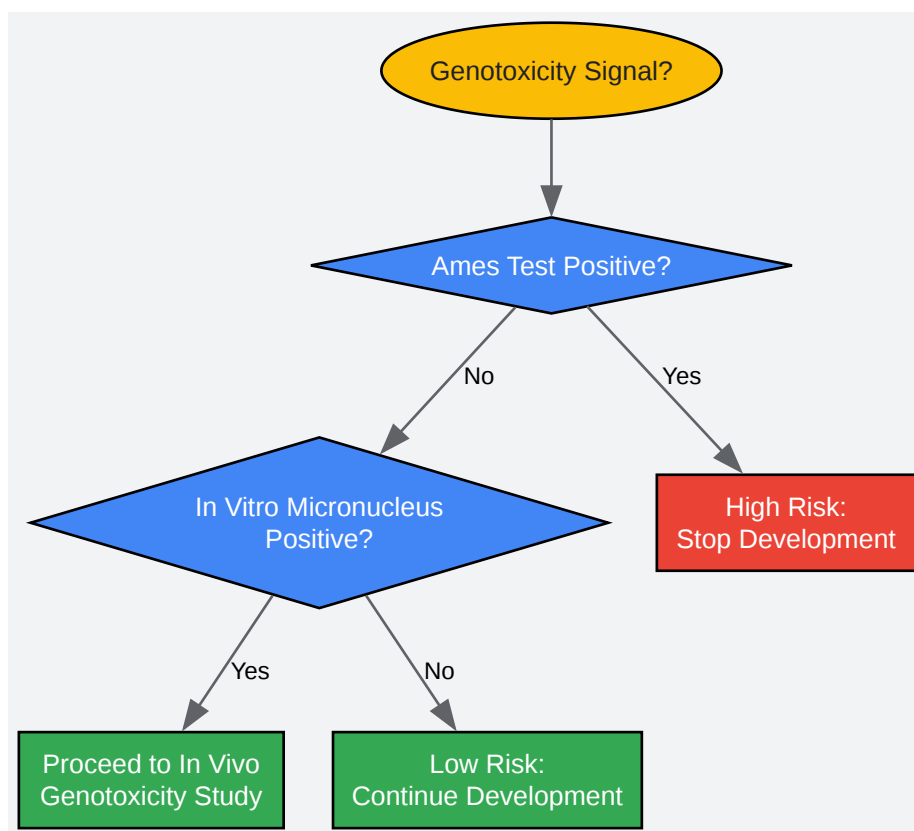 Genotoxicity Signal?
Ames Test Positive?
No
Yes
In Vitro Micronucleus
Positive?
High Risk:
Stop Development
Yes
No
Proceed to In Vivo
Genotoxicity Study
Low Risk:
Continue Development